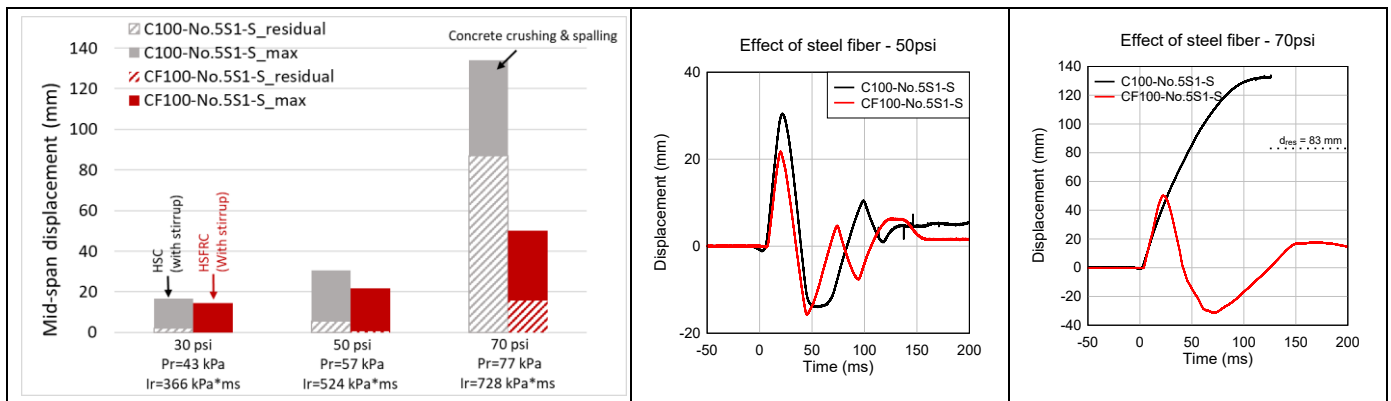 C100-No.5S1-S_residual
C100-No.5S1-S_max
CF100-No.5S1-S_residual
CF100-No.5S1-S_max
Concrete crushing & spalling
Mid-span displacement (mm)
140
120
100
80
60
40
20
0
HSC
(with stirrup)
HSFRC
(With stirrup)
30 psi
Pr=43 kPa
Ir=366 kPa*ms
50 psi
Pr=57 kPa
Ir=524 kPa*ms
70 psi
Pr=77 kPa
Ir=728 kPa*ms
Effect of steel fiber - 50psi
C100-No.5S1-S
CF100-No.5S1-S
Displacement (mm)
40
20
0
-20
-50 0 50 100 150 200
Time (ms)
Effect of steel fiber - 70psi
C100-No.5S1-S
CF100-No.5S1-S
dres = 83 mm
Displacement (mm)
140
120
100
80
60
40
20
0
-20
-40
-50 0 50 100 150 200
Time (ms)